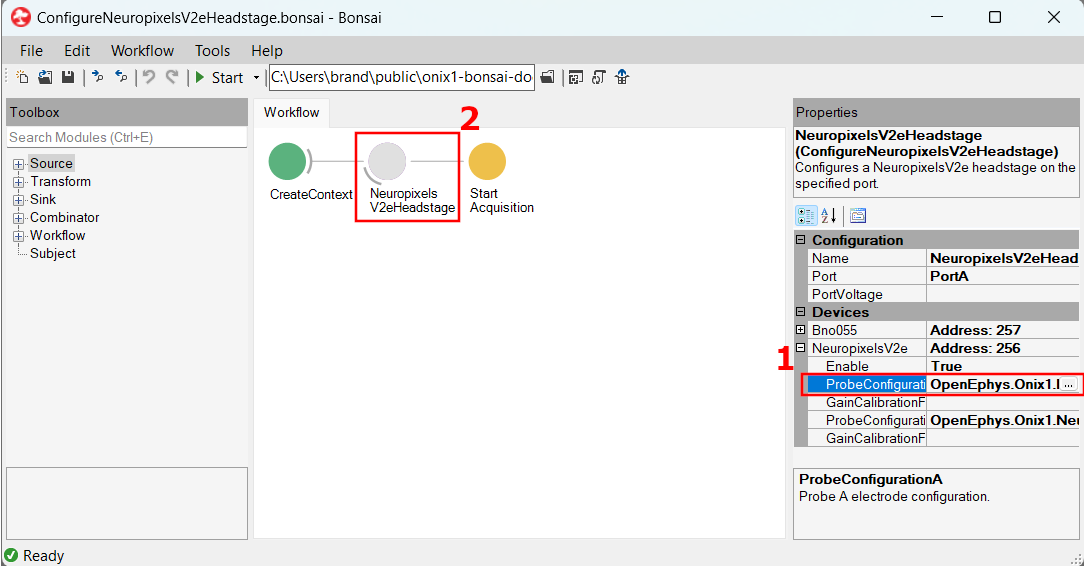 ConfigureNeuropixelsV2eHeadstage.bonsai - Bonsai
File Edit Workflow Tools Help
Start C:\Users\brand\public\onix1-bonsai-do
Toolbox
Search Modules (Ctrl+E)
Source
Transform
Sink
Combinator
Workflow
Subject
Workflow
2
CreateContext
Neuropixels
V2eHeadstage
Start
Acquisition
Properties
NeuropixelsV2eHeadstage
(ConfigureNeuropixelsV2eHeadstage)
Configures a NeuropixelsV2e headstage on the
specified port.
Configuration
Name NeuropixelsV2eHead
Port PortA
PortVoltage
Devices
Bno055 Address: 257
1
NeuropixelsV2e Address: 256
Enable True
ProbeConfigurati OpenEphys.Onix1.I ...
GainCalibrationF
ProbeConfigurati OpenEphys.Onix1.Neu
GainCalibrationF
ProbeConfigurationA
Probe A electrode configuration.
Ready